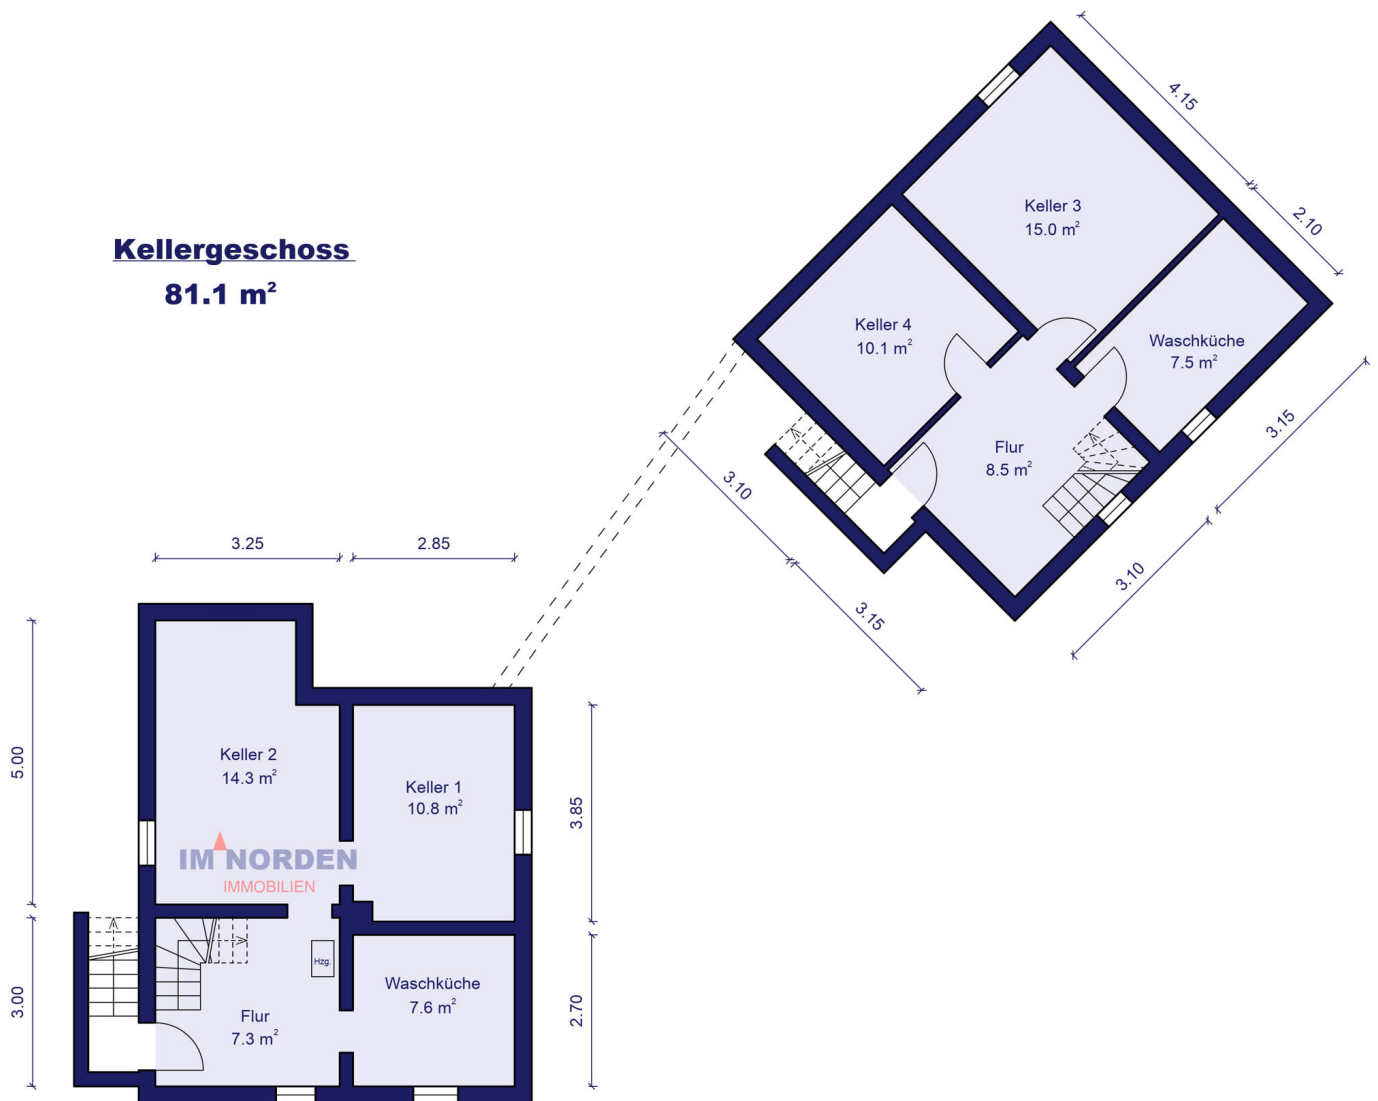 Kellergeschoss
81.1 m²
4.15
2.10
Keller 3
15.0 m²
Keller 4
10.1 m²
Waschküche
7.5 m²
Flur
8.5 m²
3.15
3.10
3.10
3.15
3.25
2.85
5.00
3.00
Keller 2
14.3 m²
Keller 1
10.8 m²
3.85
2.70
IM NORDEN
IMMOBILIEN
Hzg.
Waschküche
7.6 m²
Flur
7.3 m²